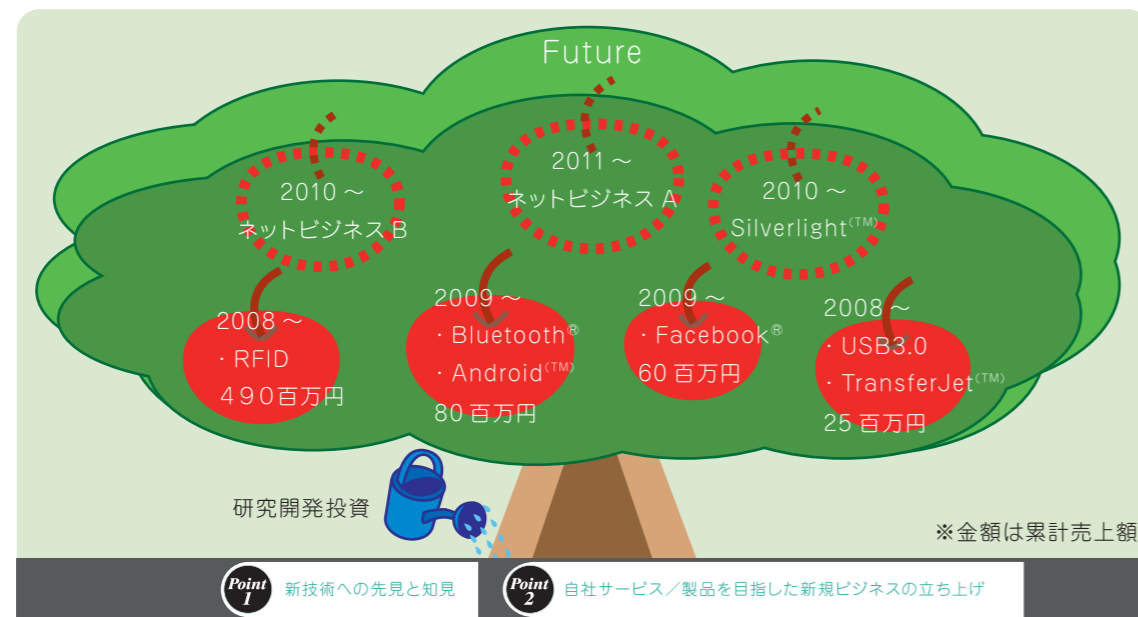 Future
2010 ～
ネットビジネス B
2011 ～
ネットビジネス A
2010 ～
Silverlight(TM)
2008 ～
・RFID
490百万円
2009 ～
・Bluetooth®
・Android(TM)
80 百万円
2009 ～
・Facebook®
60 百万円
2008 ～
・USB3.0
・TransferJet(TM)
25 百万円
研究開発投資
※金額は累計売上額
Point
1
新技術への先見と知見
Point
2
自社サービス／製品を目指した新規ビジネスの立ち上げ